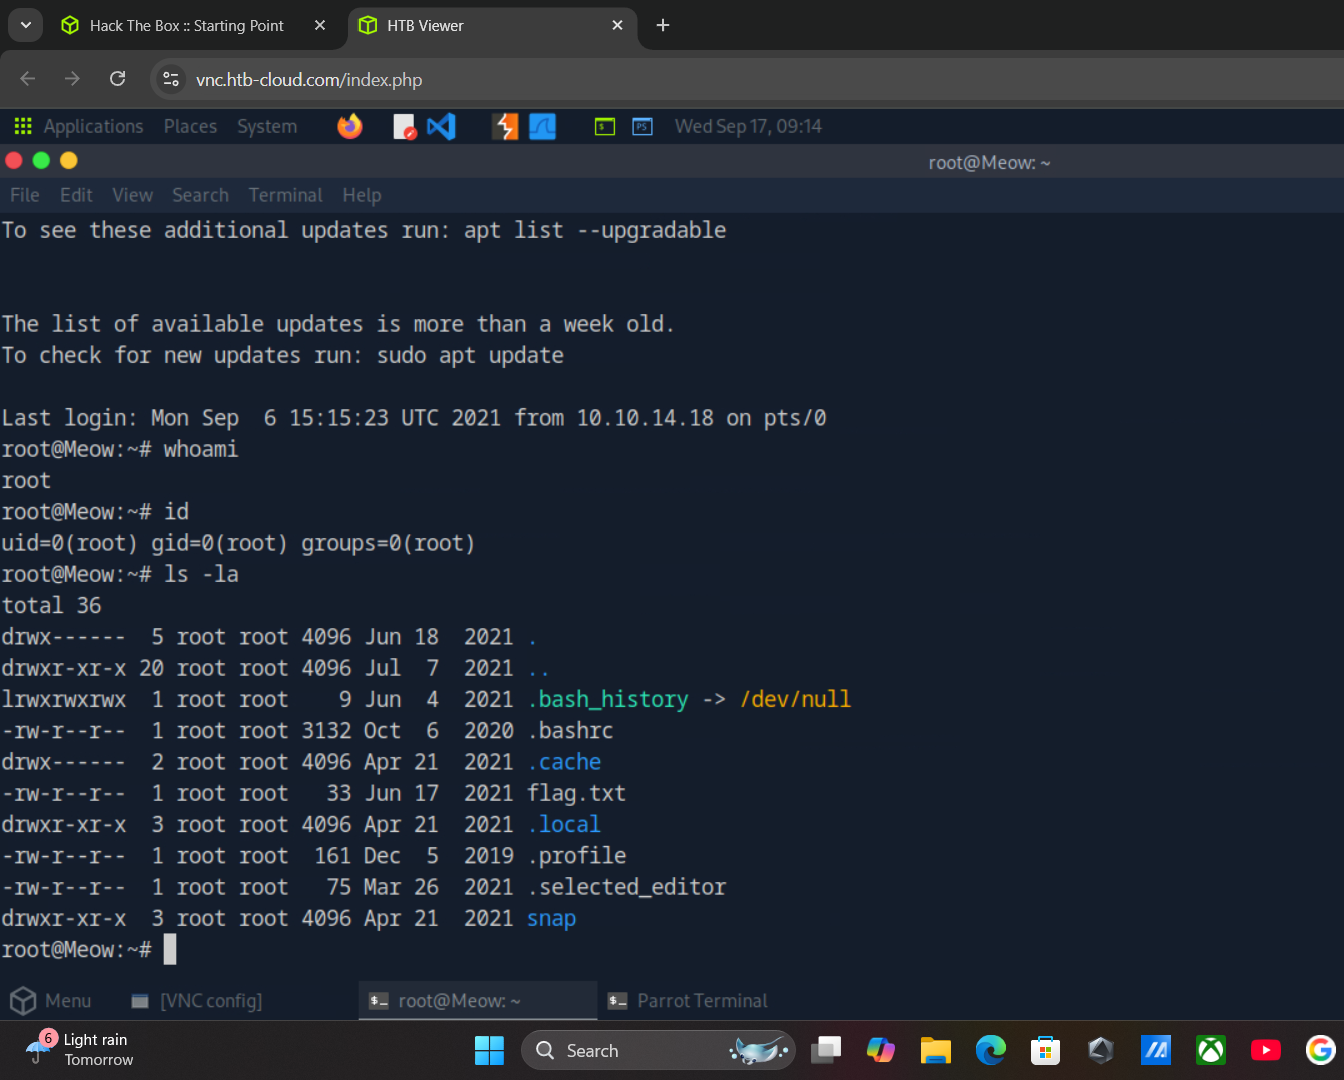 Hack The Box :: Starting Point
HTB Viewer
vnc.htb-cloud.com/index.php
Applications Places System Wed Sep 17, 09:14
root@Meow: ~
File Edit View Search Terminal Help
To see these additional updates run: apt list --upgradable
The list of available updates is more than a week old.
To check for new updates run: sudo apt update
Last login: Mon Sep  6 15:15:23 UTC 2021 from 10.10.14.18 on pts/0
root@Meow:~# whoami
root
root@Meow:~# id
uid=0(root) gid=0(root) groups=0(root)
root@Meow:~# ls -la
total 36
drwx------  5 root root 4096 Jun 18  2021 .
drwxr-xr-x 20 root root 4096 Jul  7  2021 ..
lrwxrwxrwx  1 root root    9 Jun  4  2021 .bash_history -> /dev/null
-rw-r--r--  1 root root 3132 Oct  6  2020 .bashrc
drwx------  2 root root 4096 Apr 21  2021 .cache
-rw-r--r--  1 root root   33 Jun 17  2021 flag.txt
drwxr-xr-x  3 root root 4096 Apr 21  2021 .local
-rw-r--r--  1 root root  161 Dec  5  2019 .profile
-rw-r--r--  1 root root   75 Mar 26  2021 .selected_editor
drwxr-xr-x  3 root root 4096 Apr 21  2021 snap
root@Meow:~#
Menu [VNC config] root@Meow: ~ Parrot Terminal
6 Light rain
Tomorrow
Search